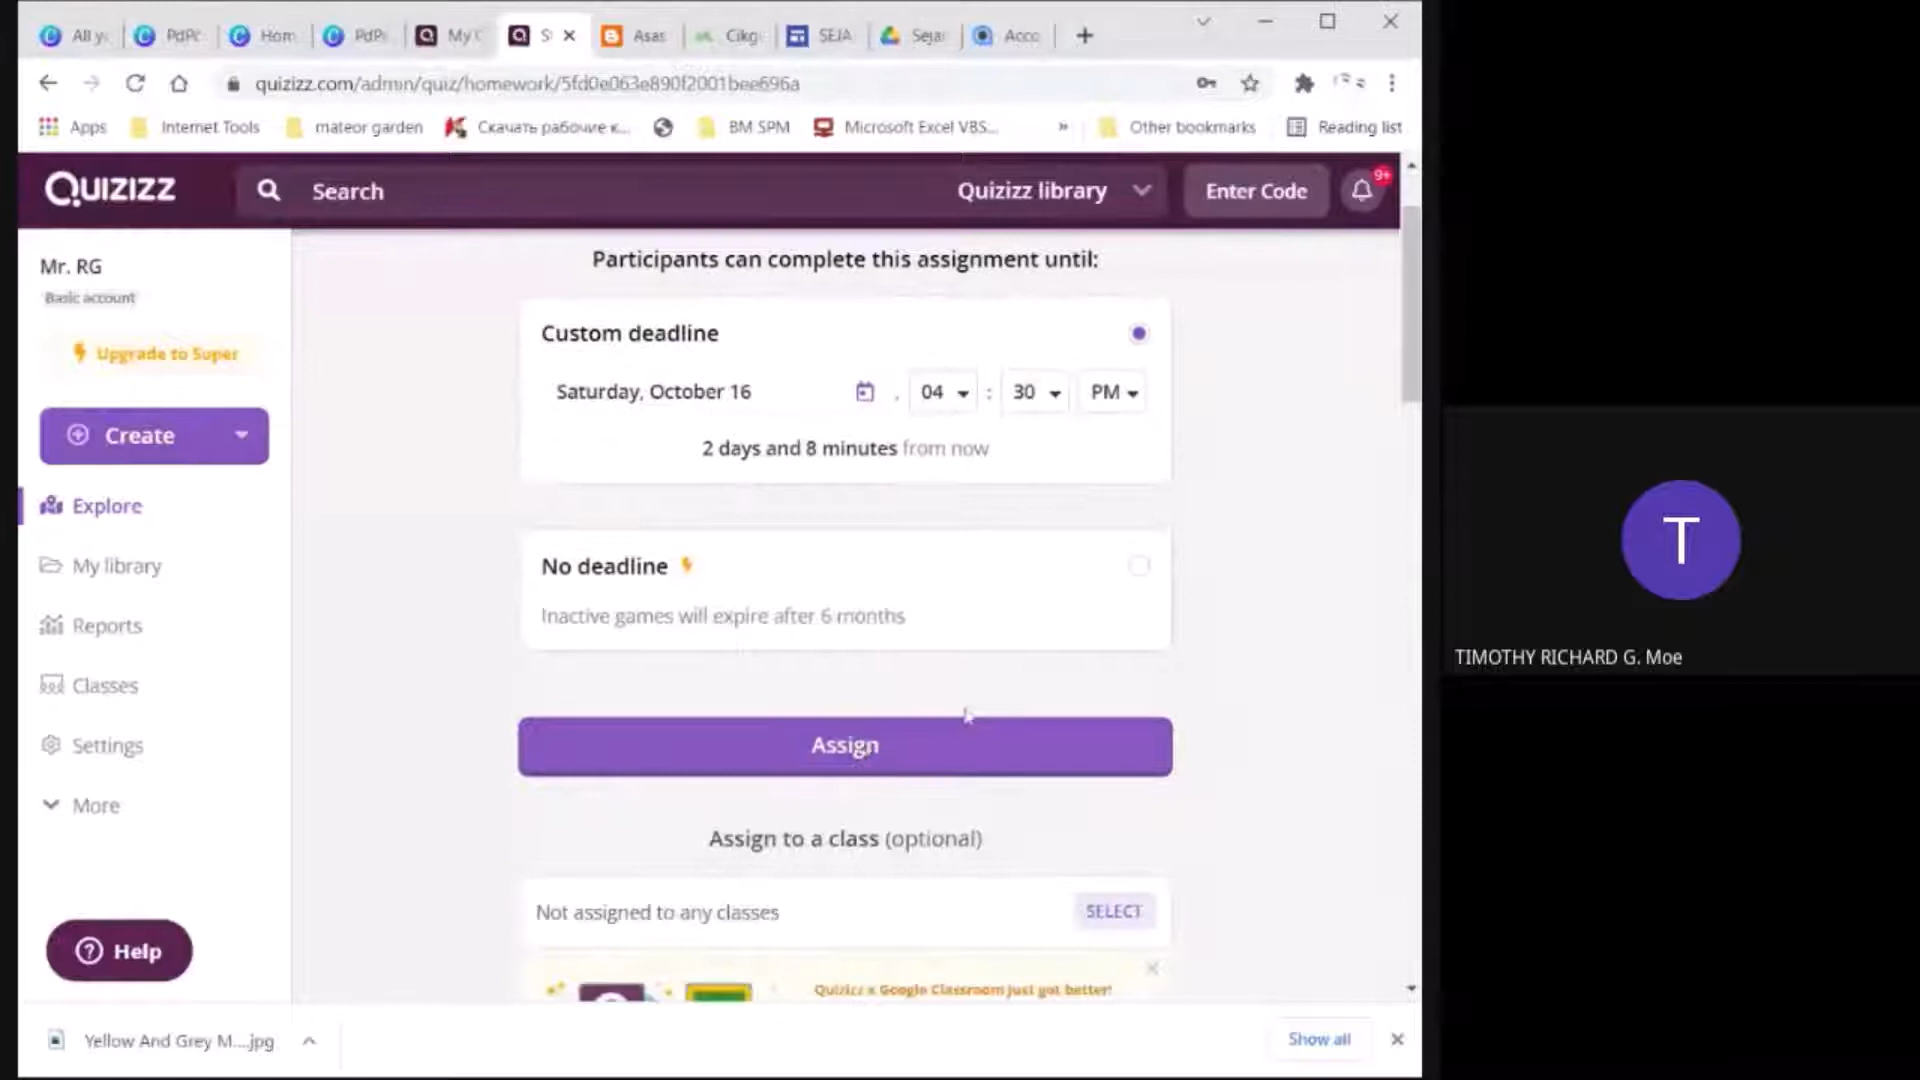 All y
PdPc
Hom
PdPc
My
S
Asas
Cikg
SEJA
Sejar
Acco
quizizz.com/admin/quiz/homework/5fd0e063e890f2001bee696a
Apps
Internet Tools
mateor garden
Скачать рабочие к...
BM SPM
Microsoft Excel VBS...
»
Other bookmarks
Reading list
QUIZIZZ
Search
Quizizz library
Enter Code
9+
Mr. RG
Basic account
Upgrade to Super
Create
Explore
My library
Reports
Classes
Settings
More
Help
Participants can complete this assignment until:
Custom deadline
Saturday, October 16 , 04 : 30 PM
2 days and 8 minutes from now
No deadline
Inactive games will expire after 6 months
Assign
Assign to a class (optional)
Not assigned to any classes
SELECT
Quizizz x Google Classroom just got better!
Yellow And Grey M....jpg
Show all
T
TIMOTHY RICHARD G. Moe